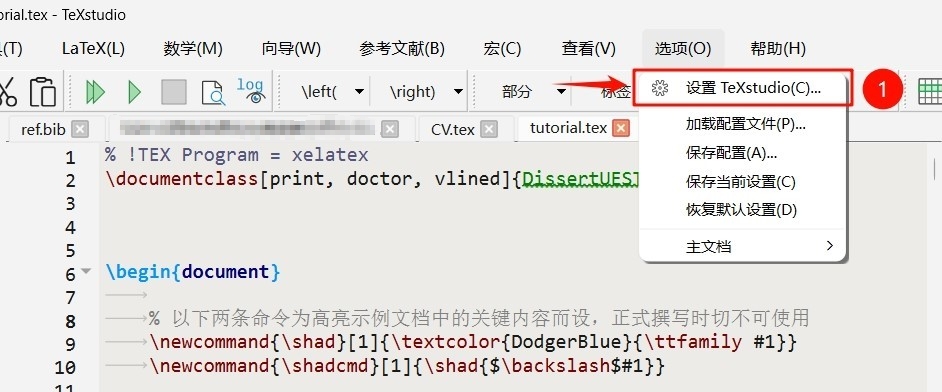 rial.tex - TeXstudio
(T) LaTeX(L) 数学(M) 向导(W) 参考文献(B) 宏(C) 查看(V) 选项(O) 帮助(H)
log \left( \right) 部分 标签
设置 TeXstudio(C)...
1
加载配置文件(P)...
保存配置(A)...
保存当前设置(C)
恢复默认设置(D)
主文档
ref.bib CV.tex tutorial.tex
1 % !TEX Program = xelatex
2 \documentclass[print, doctor, vlined]{DissertUEST
3
4
5
6 \begin{document}
7
8 % 以下两条命令为高亮示例文档中的关键内容而设，正式撰写时切不可使用
9 \newcommand{\shad}[1]{\textcolor{DodgerBlue}{\ttfamily #1}}
10 \newcommand{\shadcmd}[1]{\shad{$\backslash$#1}}
11